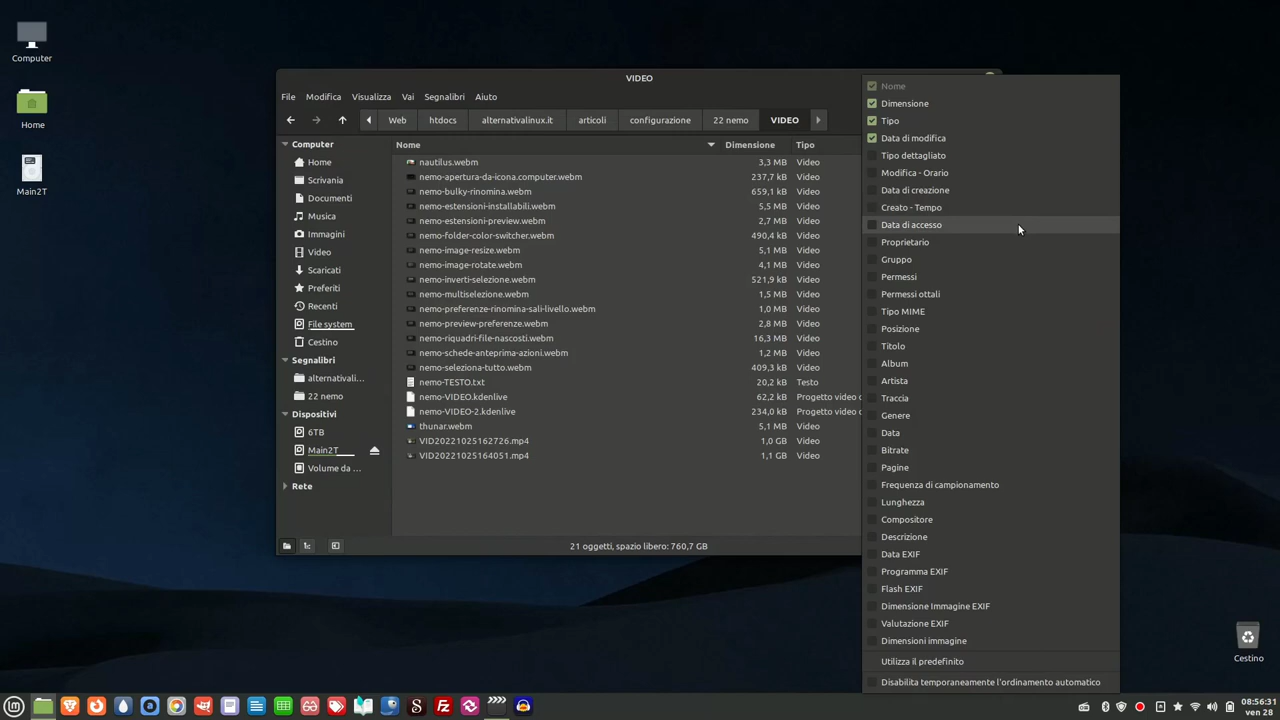 Computer
Home
Main2T
VIDEO
File Modifica Visualizza Vai Segnalibri Aiuto
Web htdocs alternativalinux.it articoli configurazione 22 nemo VIDEO
Computer
Home
Scrivania
Documenti
Musica
Immagini
Video
Scaricati
Preferiti
Recenti
File system
Cestino
Segnalibri
alternativali...
22 nemo
Dispositivi
6TB
Main2T
Volume da ...
Rete
Nome Dimensione Tipo
nautilus.webm 3,3 MB Video
nemo-apertura-da-icona.computer.webm 237,7 kB Video
nemo-bulky-rinomina.webm 659,1 kB Video
nemo-estensioni-installabili.webm 5,5 MB Video
nemo-estensioni-preview.webm 2,7 MB Video
nemo-folder-color-switcher.webm 490,4 kB Video
nemo-image-resize.webm 5,1 MB Video
nemo-image-rotate.webm 4,1 MB Video
nemo-inverti-selezione.webm 521,9 kB Video
nemo-multiselezione.webm 1,5 MB Video
nemo-preferenze-rinomina-sali-livello.webm 1,0 MB Video
nemo-preview-preferenze.webm 2,8 MB Video
nemo-riquadri-file-nascosti.webm 16,3 MB Video
nemo-schede-anteprima-azioni.webm 1,2 MB Video
nemo-seleziona-tutto.webm 409,3 kB Video
nemo-TESTO.txt 20,2 kB Testo
nemo-VIDEO.kdenlive 62,2 kB Progetto video
nemo-VIDEO-2.kdenlive 234,0 kB Progetto video
thunar.webm 5,1 MB Video
VID20221025162726.mp4 1,0 GB Video
VID20221025164051.mp4 1,1 GB Video
21 oggetti, spazio libero: 760,7 GB
Nome
Dimensione
Tipo
Data di modifica
Tipo dettagliato
Modifica - Orario
Data di creazione
Creato - Tempo
Data di accesso
Proprietario
Gruppo
Permessi
Permessi ottali
Tipo MIME
Posizione
Titolo
Album
Artista
Traccia
Genere
Data
Bitrate
Pagine
Frequenza di campionamento
Lunghezza
Compositore
Descrizione
Data EXIF
Programma EXIF
Flash EXIF
Dimensione Immagine EXIF
Valutazione EXIF
Dimensioni immagine
Utilizza il predefinito
Disabilita temporaneamente l'ordinamento automatico
Cestino
08:56:31
ven 28